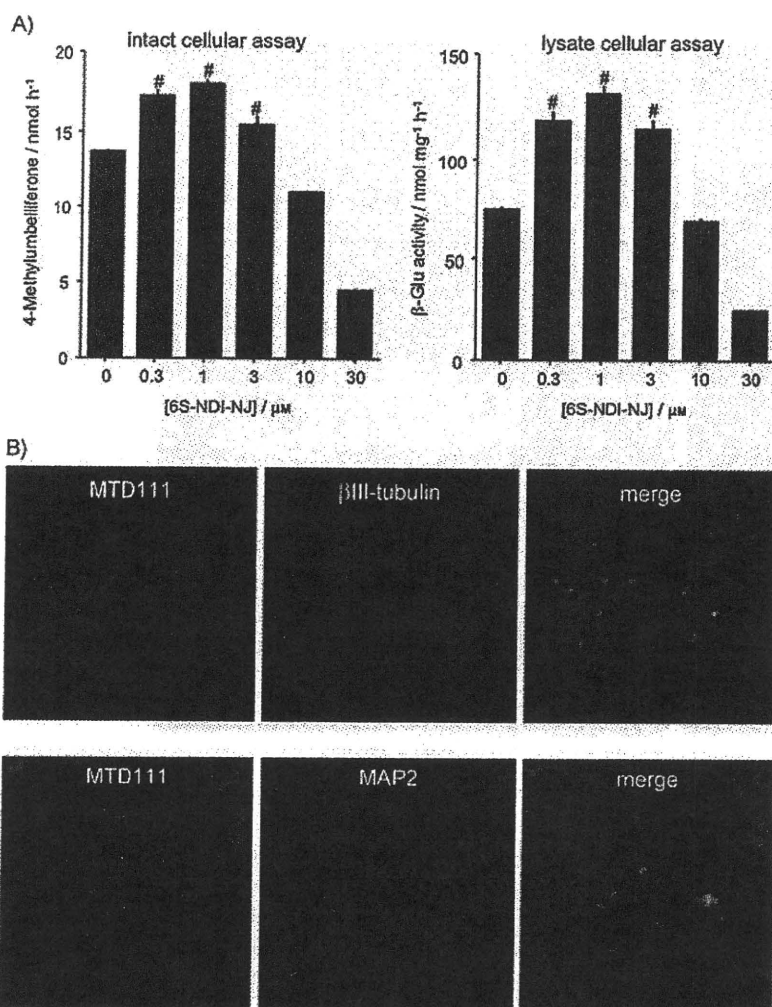 A)
intact cellular assay
20
15
10
5
0
4-Methylumbelliferone / nmol h⁻¹
# # #
0 0.3 1 3 10 30
[6S-NDI-NJ] / μM
lysate cellular assay
150
100
50
0
β-Glu activity / nmol mg⁻¹ h⁻¹
# # #
0 0.3 1 3 10 30
[6S-NDI-NJ] / μM
B)
MTD111
βIII-tubulin
merge
MTD111
MAP2
merge